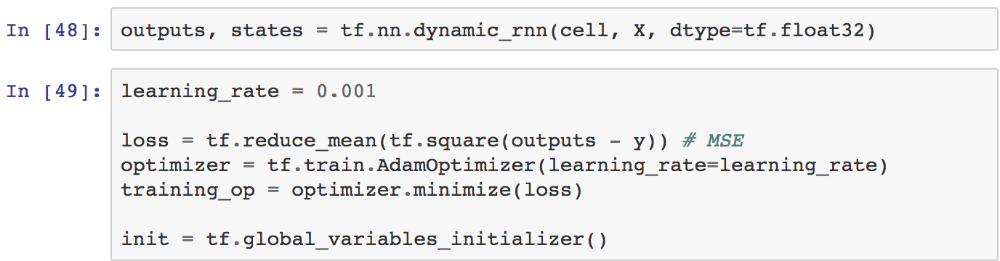 In [48]: outputs, states = tf.nn.dynamic_rnn(cell, X, dtype=tf.float32)
In [49]: learning_rate = 0.001
loss = tf.reduce_mean(tf.square(outputs - y)) # MSE
optimizer = tf.train.AdamOptimizer(learning_rate=learning_rate)
training_op = optimizer.minimize(loss)
init = tf.global_variables_initializer()